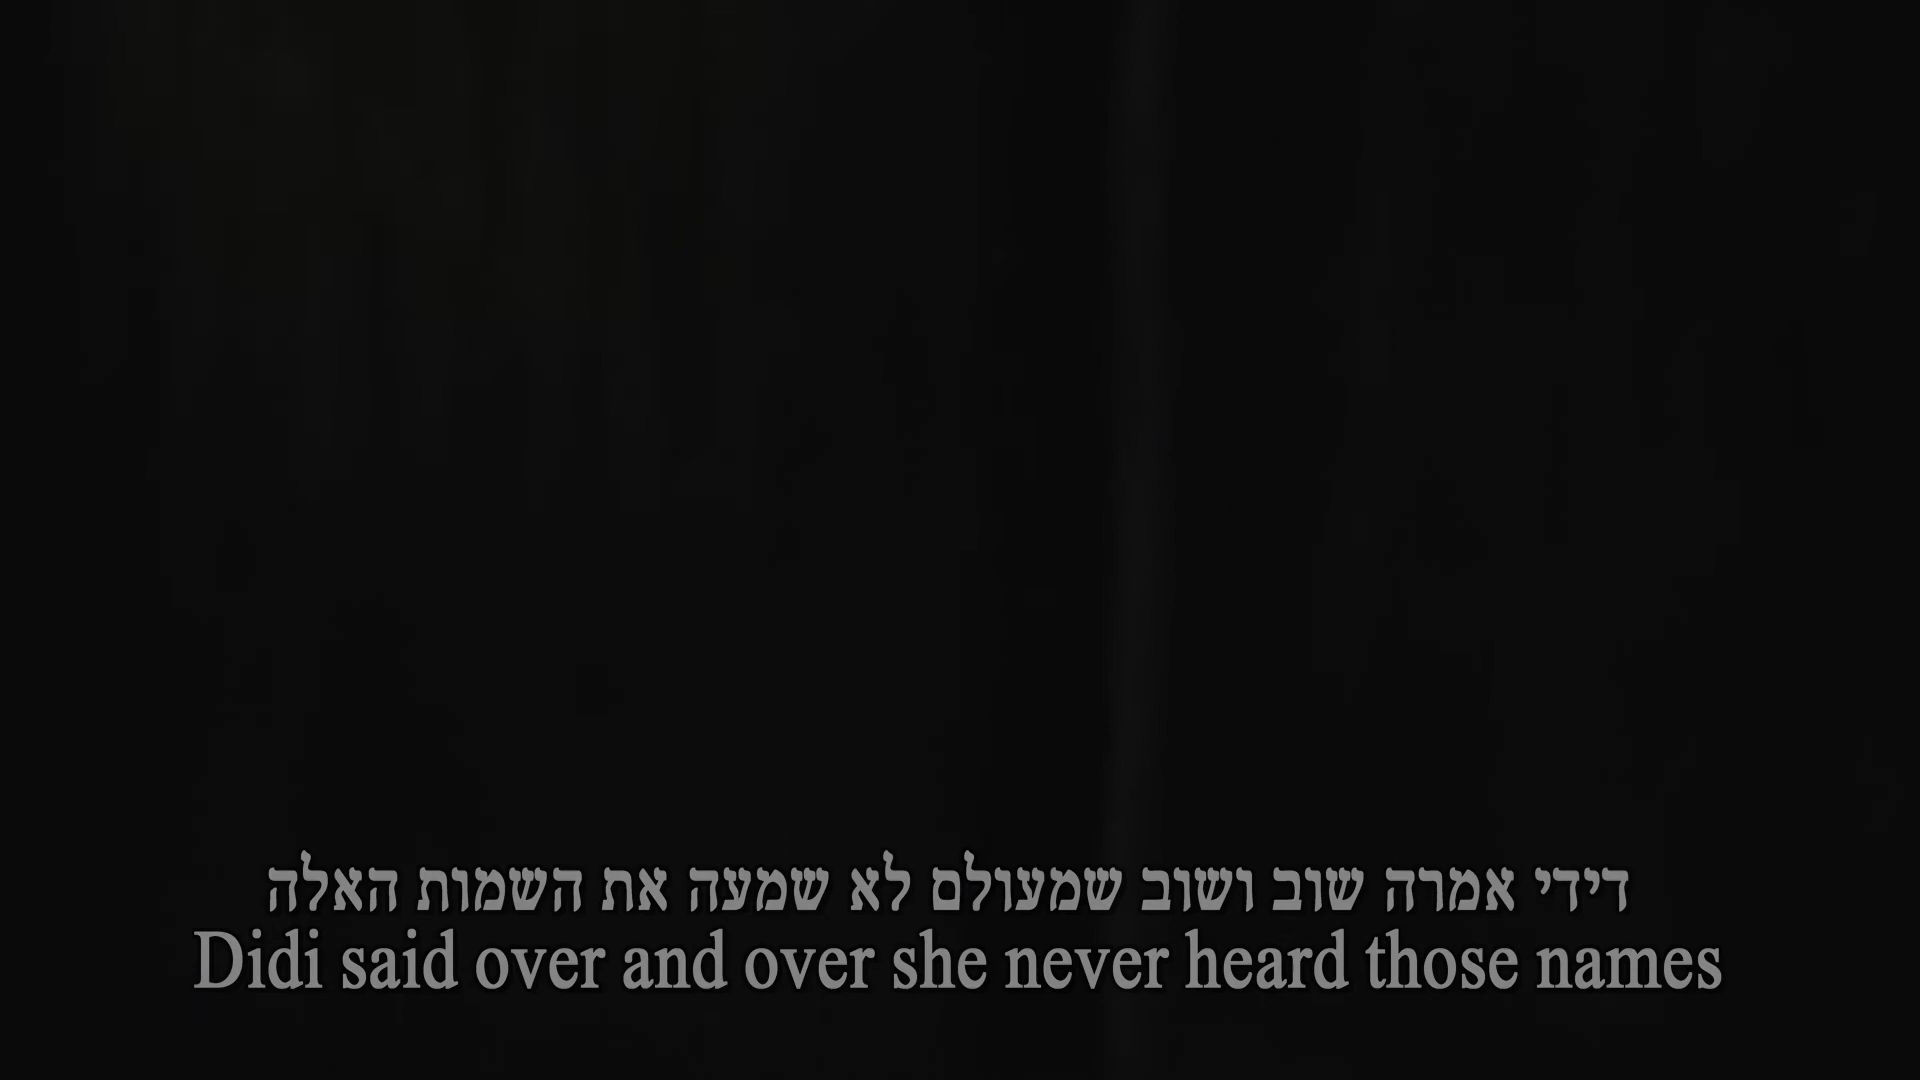 דידי אמרה שוב ושוב שמעולם לא שמעה את השמות האלה
Didi said over and over she never heard those names